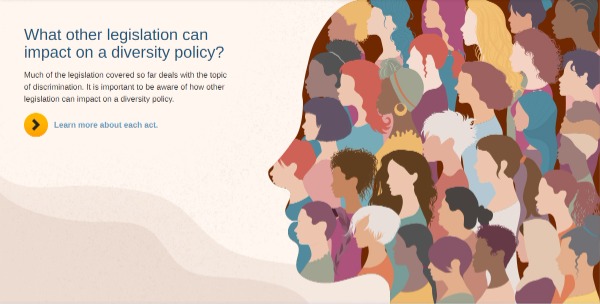 What other legislation can
impact on a diversity policy?
Much of the legislation covered so far deals with the topic
of discrimination. It is important to be aware of how other
legislation can impact on a diversity policy.
Learn more about each act.